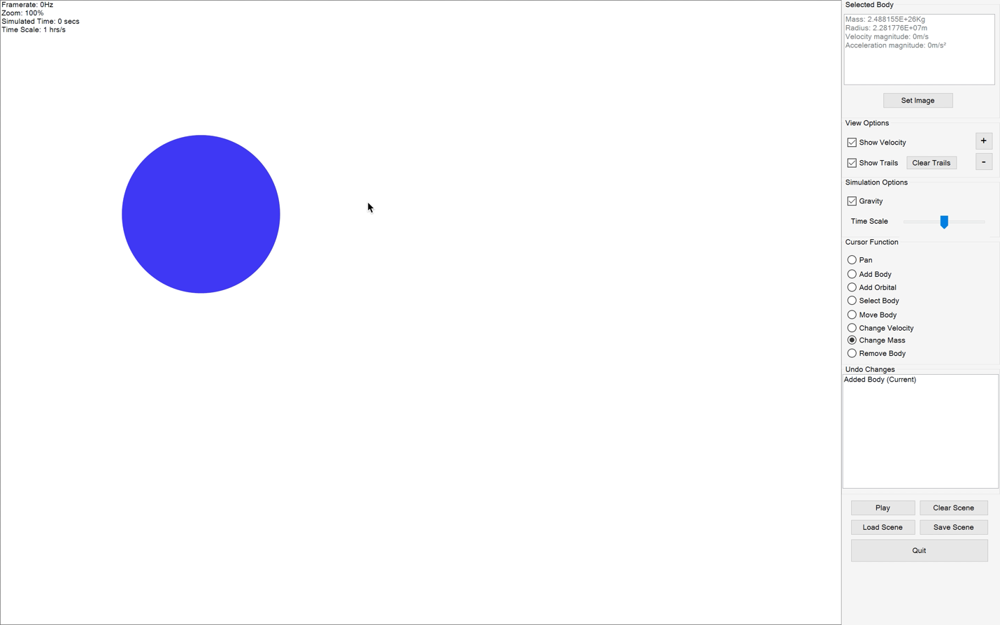 Framerate: 0Hz
Zoom: 100%
Simulated Time: 0 secs
Time Scale: 1 hrs/s
Selected Body
Mass: 2.488155E+26Kg
Radius: 2.281776E+07m
Velocity magnitude: 0m/s
Acceleration magnitude: 0m/s²
Set Image
View Options
Show Velocity
+
Show Trails
Clear Trails
-
Simulation Options
Gravity
Time Scale
Cursor Function
Pan
Add Body
Add Orbital
Select Body
Move Body
Change Velocity
Change Mass
Remove Body
Undo Changes
Added Body (Current)
Play
Clear Scene
Load Scene
Save Scene
Quit